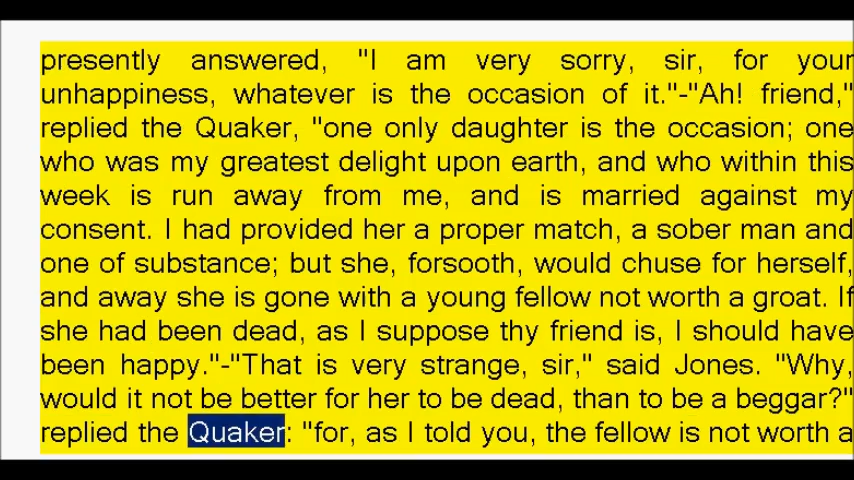 presently answered, "I am very sorry, sir, for your
unhappiness, whatever is the occasion of it."-"Ah! friend,"
replied the Quaker, "one only daughter is the occasion; one
who was my greatest delight upon earth, and who within this
week is run away from me, and is married against my
consent. I had provided her a proper match, a sober man and
one of substance; but she, forsooth, would chuse for herself,
and away she is gone with a young fellow not worth a groat. If
she had been dead, as I suppose thy friend is, I should have
been happy."-"That is very strange, sir," said Jones. "Why,
would it not be better for her to be dead, than to be a beggar?"
replied the Quaker: "for, as I told you, the fellow is not worth a